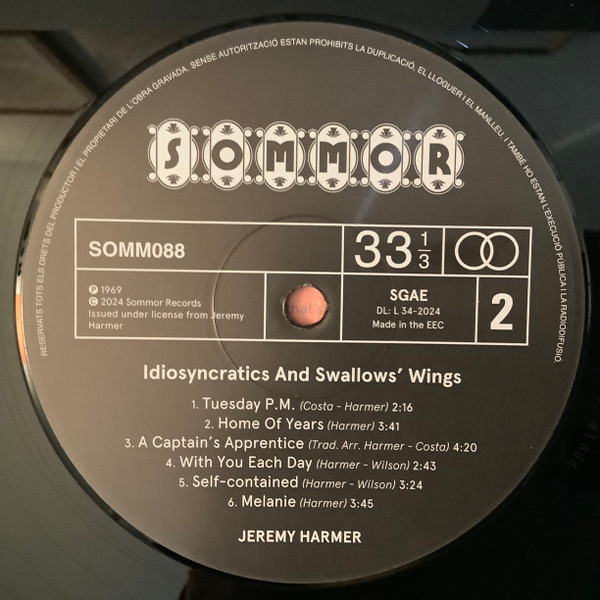 RESERVATS TOTS ELS DRETS DEL PRODUCTOR I EL PROPIETARI DE L'OBRA GRAVADA. SENSE AUTORITZACIÓ ESTAN PROHIBITS LA DUPLICACIÓ, EL LLOGUER I EL MANLLEU, I TAMBÉ HO ESTAN L'EXECUCIÓ PÚBLICA I LA RADIODIFUSIÓ.
SOMMOR
SOMM088
33 1/3
℗ 1969
© 2024 Sommor Records
Issued under license from Jeremy
Harmer
SGAE
DL: L 34-2024
Made in the EEC
2
Idiosyncratics And Swallows' Wings
1. Tuesday P.M. (Costa - Harmer) 2:16
2. Home Of Years (Harmer) 3:41
3. A Captain's Apprentice (Trad. Arr. Harmer - Costa) 4:20
4. With You Each Day (Harmer - Wilson) 2:43
5. Self-contained (Harmer - Wilson) 3:24
6. Melanie (Harmer) 3:45
JEREMY HARMER